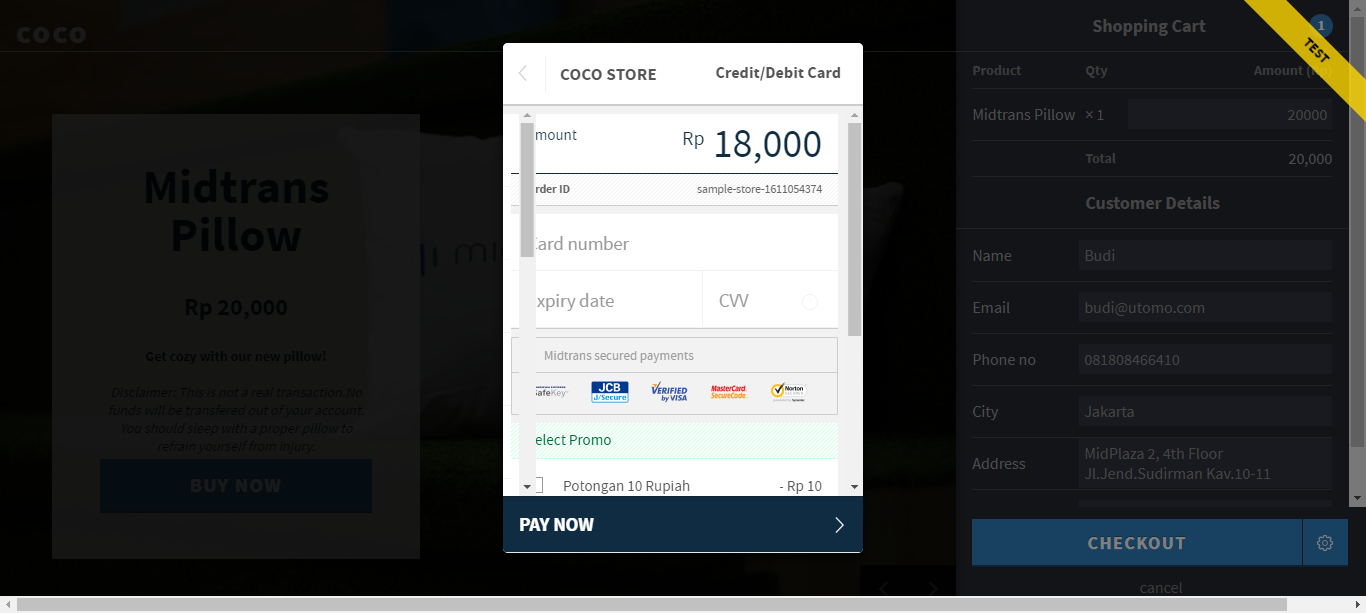 coco
Midtrans
Pillow
Rp 20,000
Get cozy with our new pillow!
Disclaimer: This is not a real transaction.No
funds will be transfered out of your account.
You should sleep with a proper pillow to
refrain yourself from injury.
BUY NOW
COCO STORE
Credit/Debit Card
mount
Rp 18,000
rder ID
sample-store-1611054374
Card number
xpiry date
CVV
Midtrans secured payments
SafeKey
JCB
J/Secure
VERIFIED
by VISA
MasterCard.
SecureCode.
Norton
SECURED
elect Promo
Potongan 10 Rupiah
- Rp 10
PAY NOW
Shopping Cart
1
TEST
Product Qty Amount
Midtrans Pillow × 1 20000
Total 20,000
Customer Details
Name Budi
Email budi@utomo.com
Phone no 081808466410
City Jakarta
Address MidPlaza 2, 4th Floor
Jl.Jend.Sudirman Kav.10-11
CHECKOUT
cancel